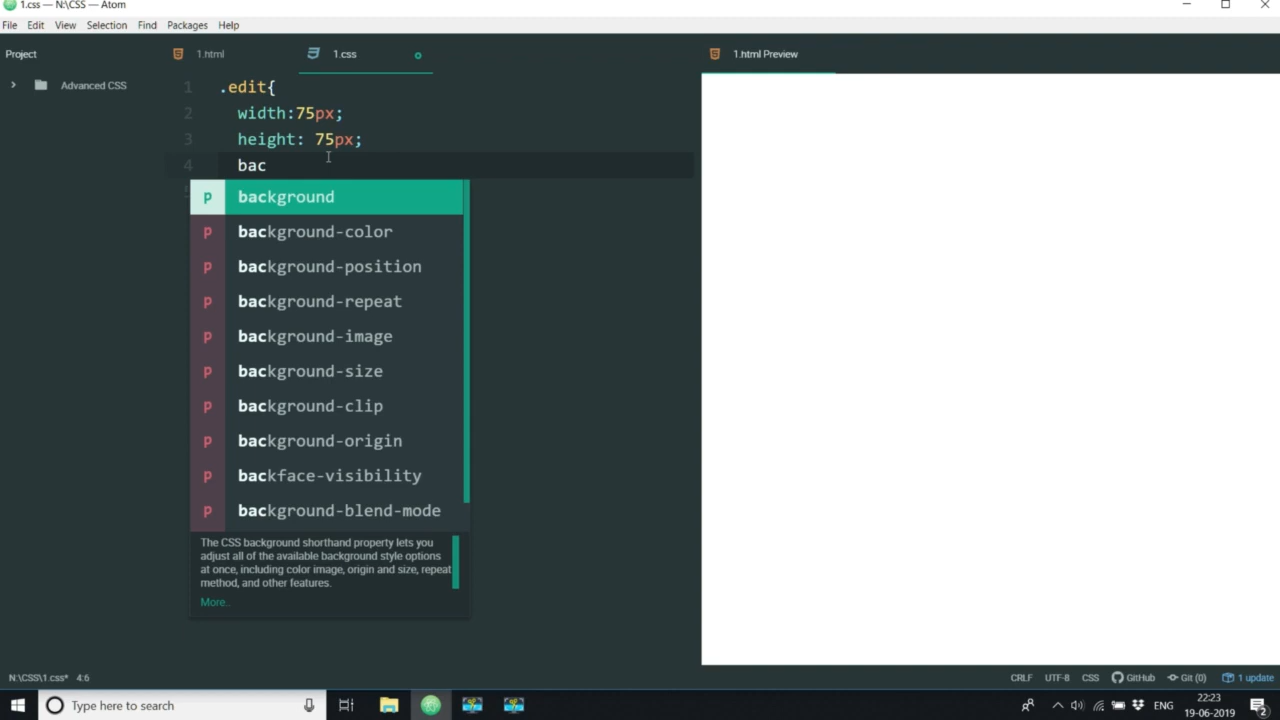 1.css — N:\CSS — Atom
File Edit View Selection Find Packages Help
Project
1.html
1.css
1.html Preview
Advanced CSS
1 .edit{
2 width:75px;
3 height: 75px;
4 bac
p background
p background-color
p background-position
p background-repeat
p background-image
p background-size
p background-clip
p background-origin
p backface-visibility
p background-blend-mode
The CSS background shorthand property lets you
adjust all of the available background style options
at once, including color image, origin and size, repeat
method, and other features.
More..
N:\CSS\1.css* 4:6
CRLF UTF-8 CSS GitHub Git (0) 1 update
Type here to search
ENG
22:23
19-06-2019
2